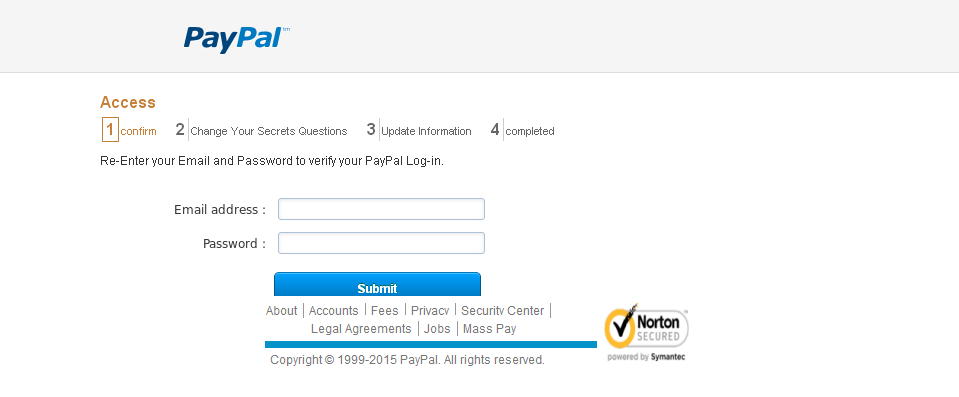 PayPal™
Access
1 confirm 2 Change Your Secrets Questions 3 Update Information 4 completed
Re-Enter your Email and Password to verify your PayPal Log-in.
Email address :
Password :
Submit
About | Accounts | Fees | Privacy | Security Center |
Legal Agreements | Jobs | Mass Pay
Norton
SECURED
powered by Symantec
Copyright © 1999-2015 PayPal. All rights reserved.